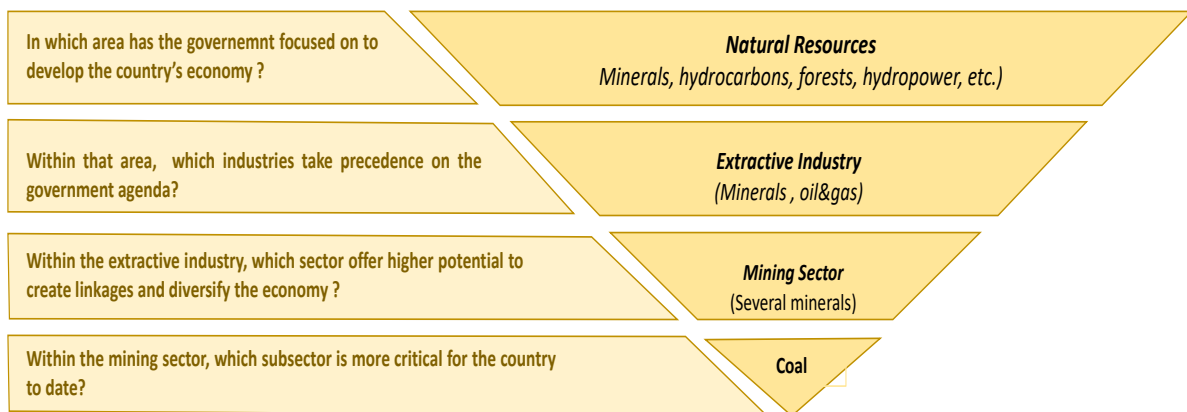 In which area has the governemnt focused on to
develop the country's economy ?
Natural Resources
Minerals, hydrocarbons, forests, hydropower, etc.)
Within that area, which industries take precedence on the
government agenda?
Extractive Industry
(Minerals , oil&gas)
Within the extractive industry, which sector offer higher potential to
create linkages and diversify the economy ?
Mining Sector
(Several minerals)
Within the mining sector, which subsector is more critical for the country
to date?
Coal